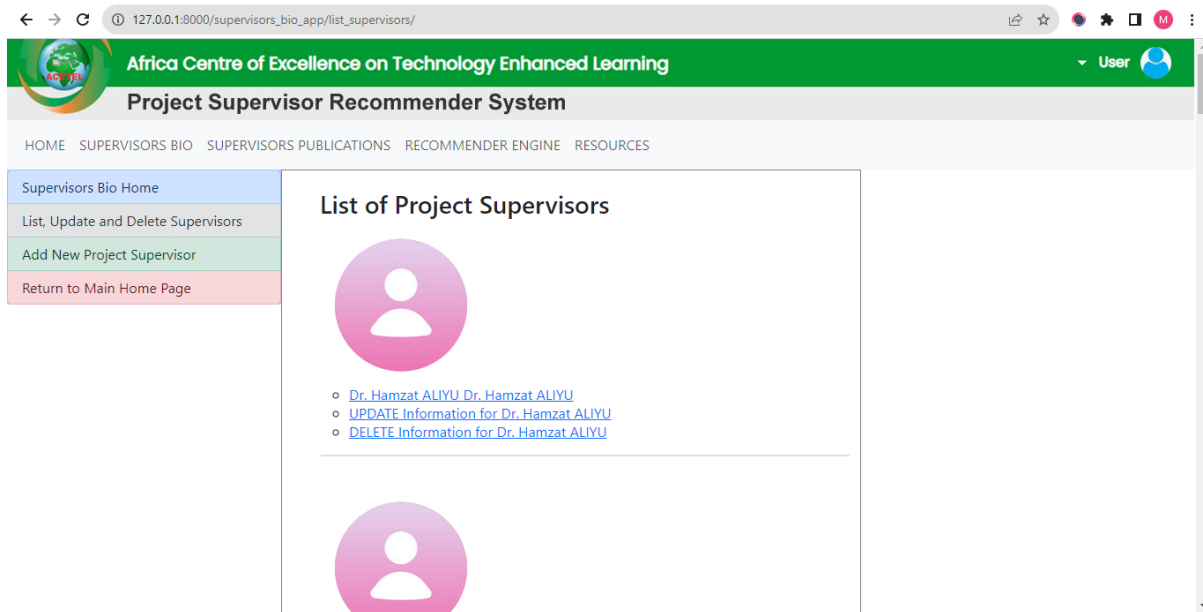 127.0.0.1:8000/supervisors_bio_app/list_supervisors/
M
ACETEL
Africa Centre of Excellence on Technology Enhanced Learning
User
Project Supervisor Recommender System
HOME SUPERVISORS BIO SUPERVISORS PUBLICATIONS RECOMMENDER ENGINE RESOURCES
Supervisors Bio Home
List, Update and Delete Supervisors
Add New Project Supervisor
Return to Main Home Page
List of Project Supervisors
Dr. Hamzat ALIYU Dr. Hamzat ALIYU
UPDATE Information for Dr. Hamzat ALIYU
DELETE Information for Dr. Hamzat ALIYU